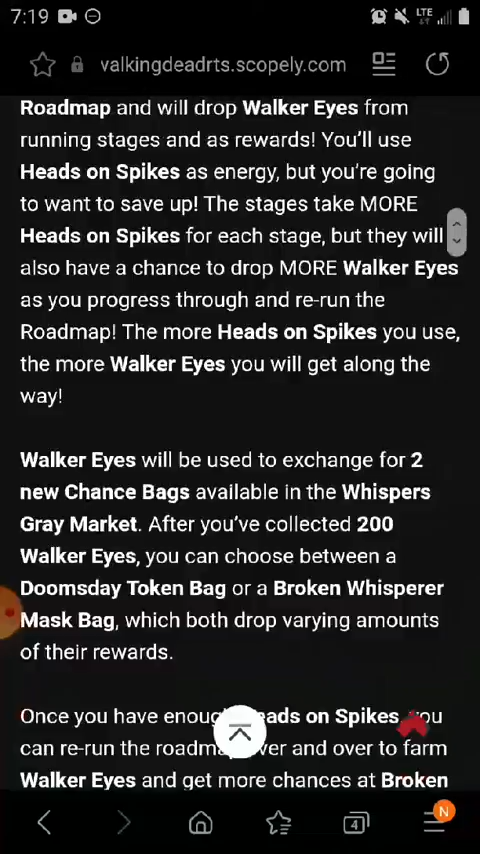 7:19 LTE
valkingdeadrts.scopely.com
Roadmap and will drop Walker Eyes from
running stages and as rewards! You'll use
Heads on Spikes as energy, but you're going
to want to save up! The stages take MORE
Heads on Spikes for each stage, but they will
also have a chance to drop MORE Walker Eyes
as you progress through and re-run the
Roadmap! The more Heads on Spikes you use,
the more Walker Eyes you will get along the
way!
Walker Eyes will be used to exchange for 2
new Chance Bags available in the Whispers
Gray Market. After you've collected 200
Walker Eyes, you can choose between a
Doomsday Token Bag or a Broken Whisperer
Mask Bag, which both drop varying amounts
of their rewards.
Once you have enoug eads on Spikes you
can re-run the roadm ver and over to farm
Walker Eyes and get more chances at Broken
4 N